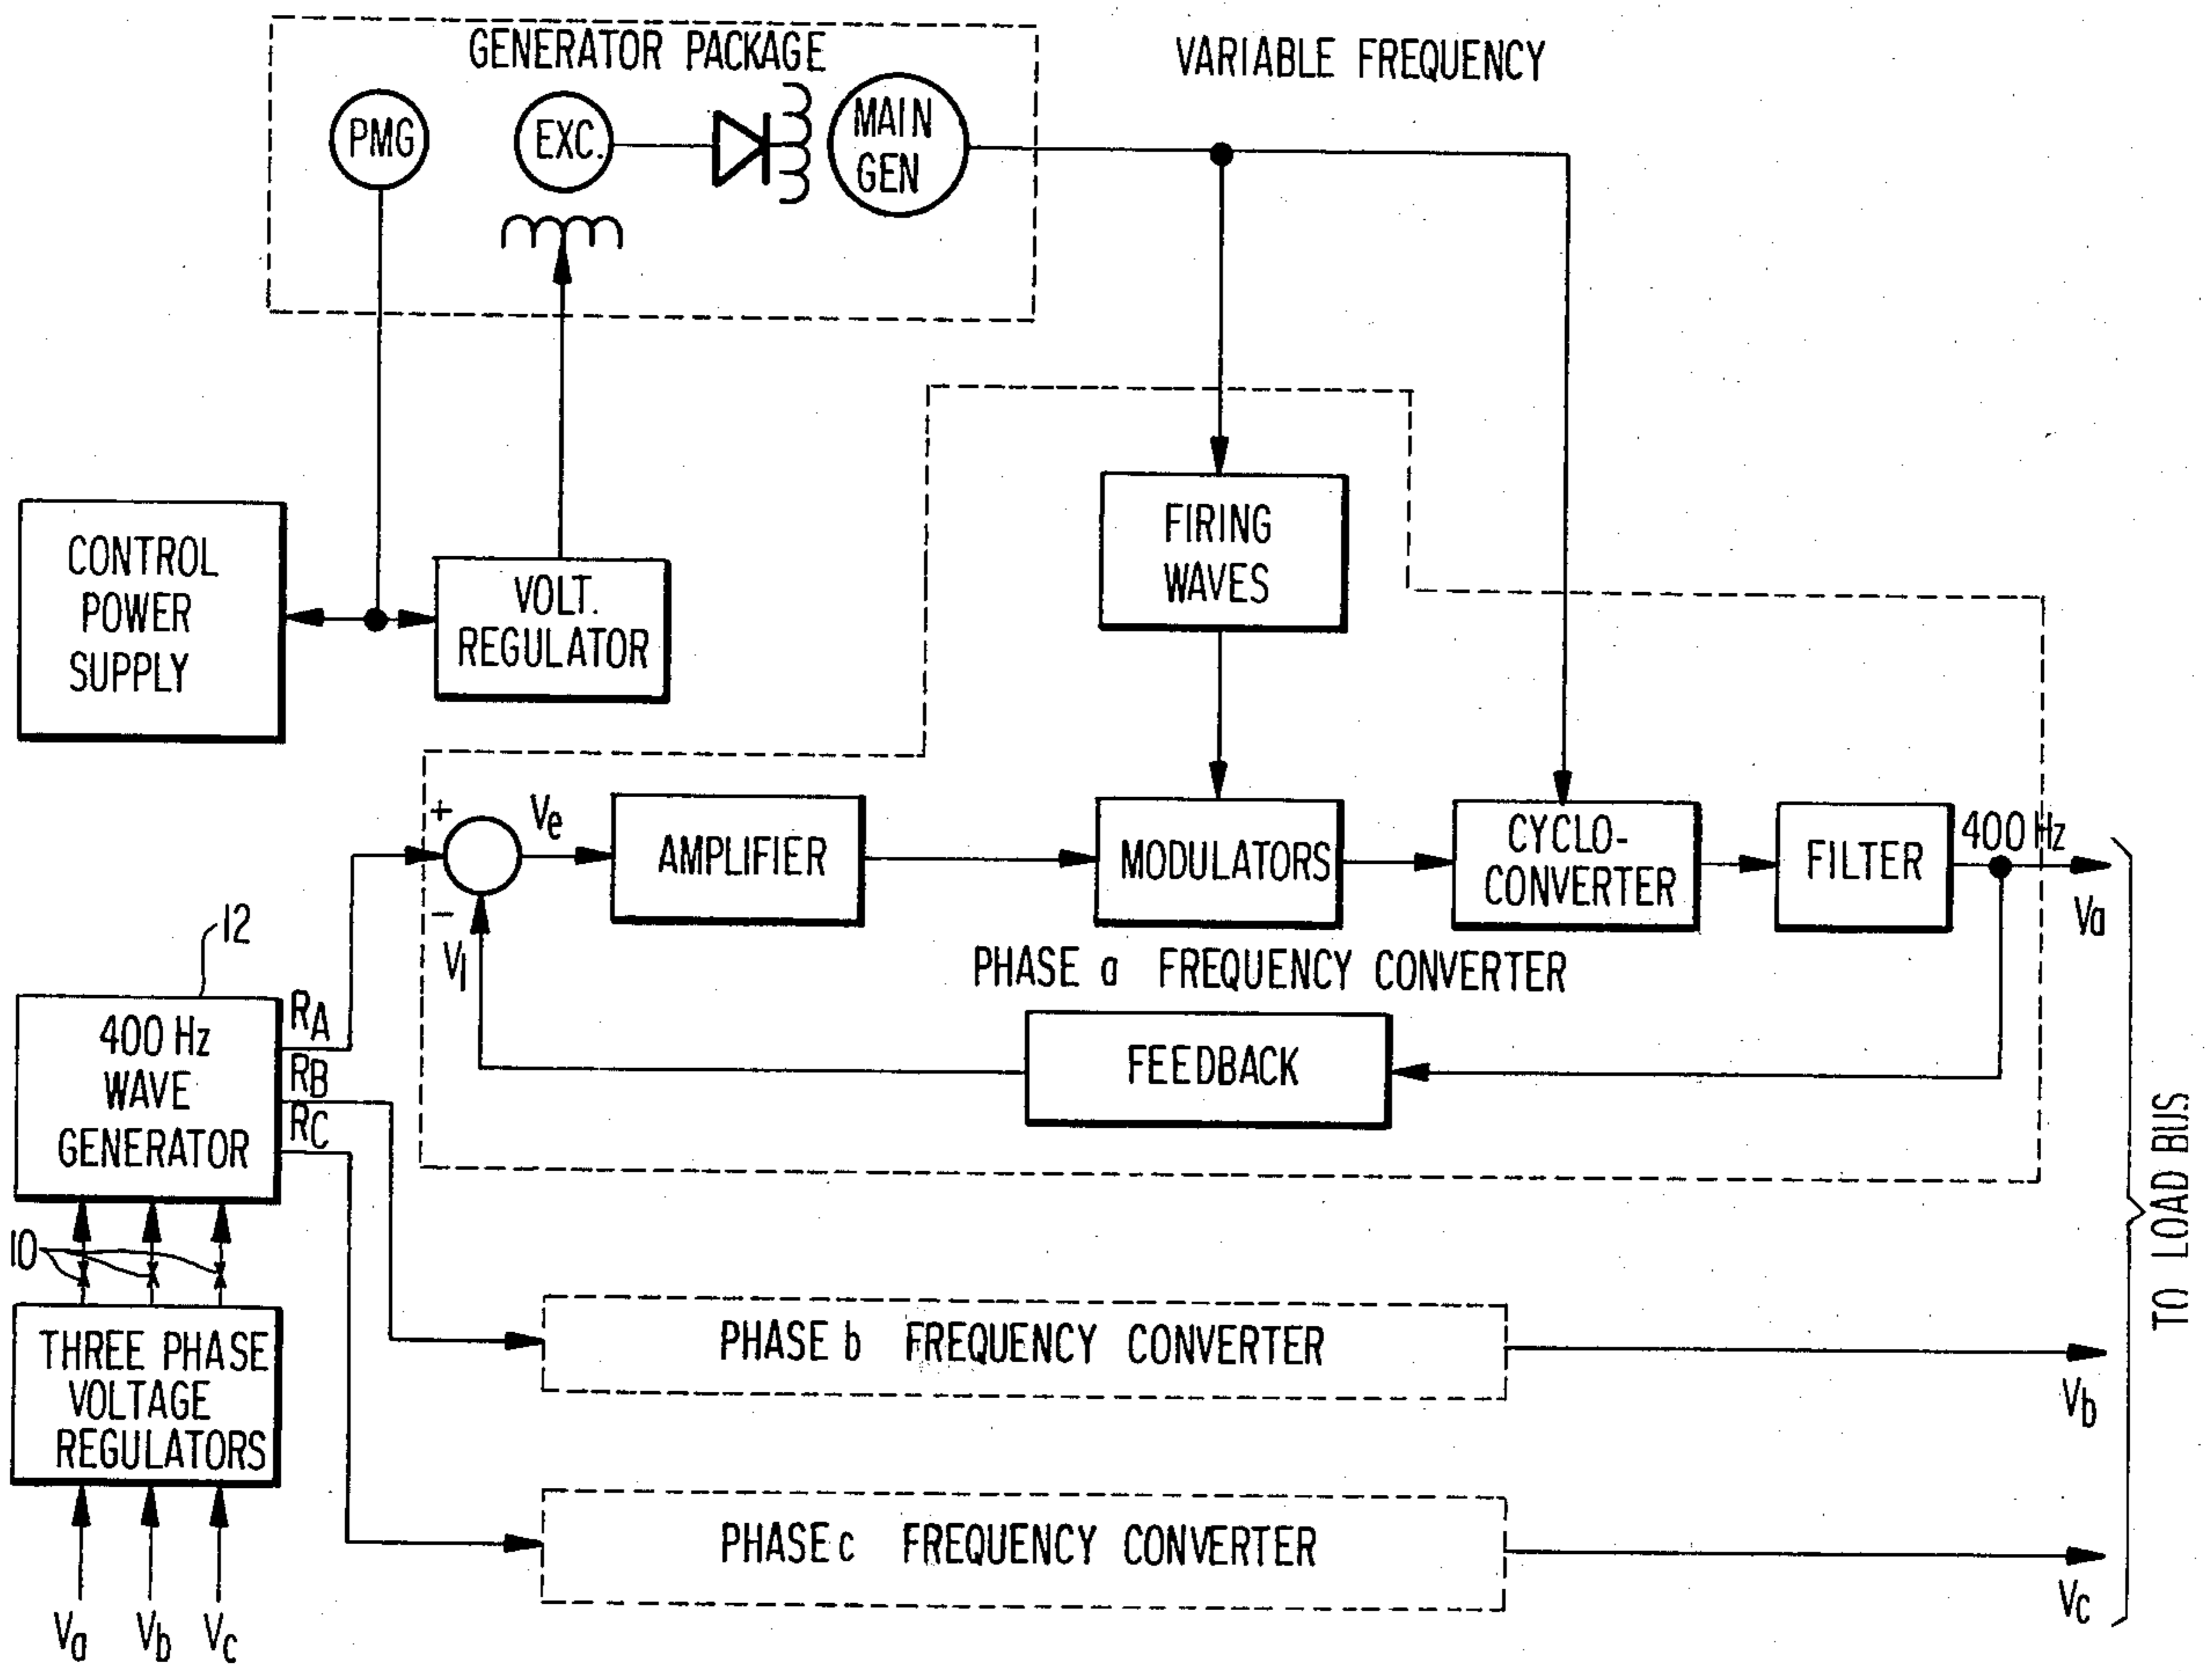 GENERATOR PACKAGE
VARIABLE FREQUENCY
PMG
EXC.
MAIN
GEN
CONTROL
POWER
SUPPLY
VOLT.
REGULATOR
FIRING
WAVES
+
Ve
AMPLIFIER
MODULATORS
CYCLO-
CONVERTER
FILTER
400 Hz
Va
−
V1
PHASE a FREQUENCY CONVERTER
12
400 Hz
WAVE
GENERATOR
RA
RB
RC
FEEDBACK
TO LOAD BUS
10
THREE PHASE
VOLTAGE
REGULATORS
PHASE b FREQUENCY CONVERTER
Vb
PHASE c FREQUENCY CONVERTER
Vc
Va Vb Vc